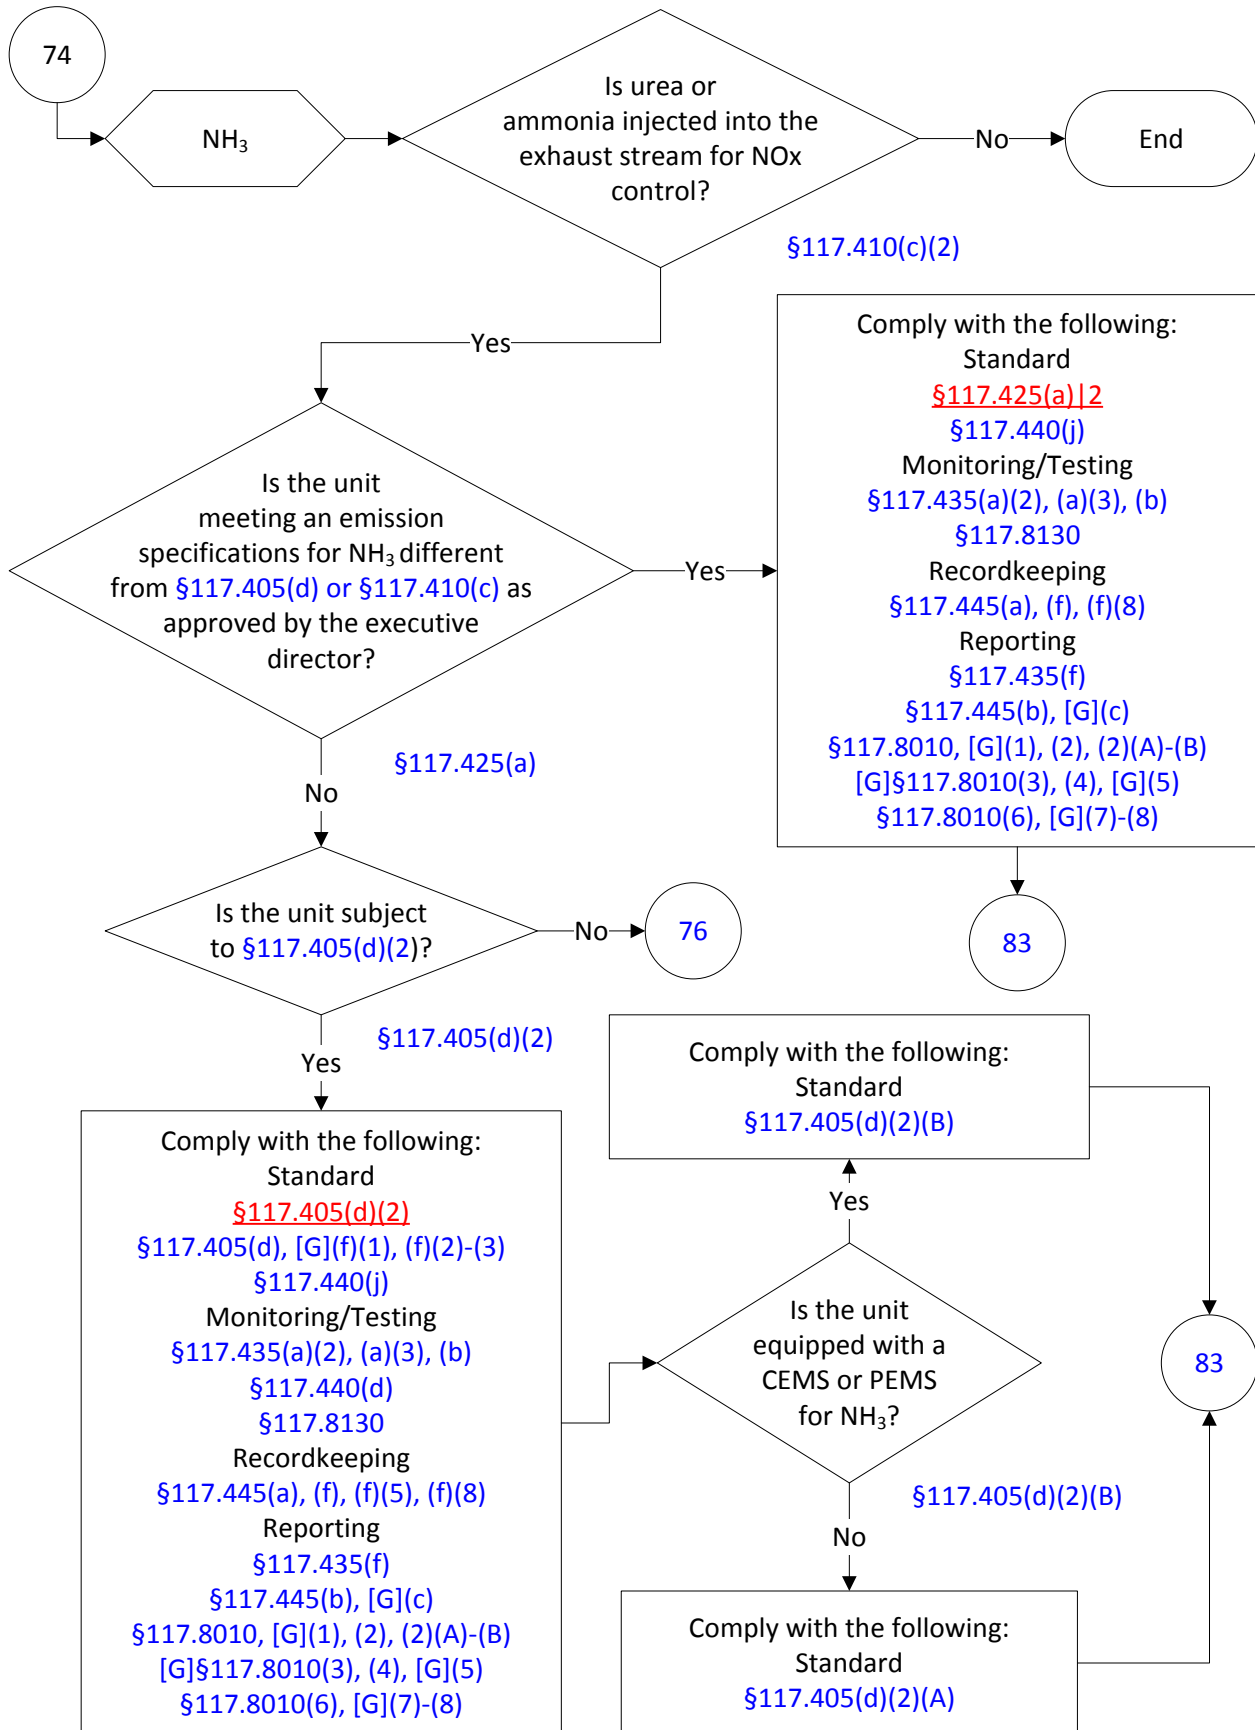 74
NH₃
Is urea or
ammonia injected into the
exhaust stream for NOx
control?
No
End
§117.410(c)(2)
Yes
Is the unit
meeting an emission
specifications for NH₃ different
from §117.405(d) or §117.410(c) as
approved by the executive
director?
Yes
Comply with the following:
Standard
§117.425(a)|2
§117.440(j)
Monitoring/Testing
§117.435(a)(2), (a)(3), (b)
§117.8130
Recordkeeping
§117.445(a), (f), (f)(8)
Reporting
§117.435(f)
§117.445(b), [G](c)
§117.8010, [G](1), (2), (2)(A)-(B)
[G]§117.8010(3), (4), [G](5)
§117.8010(6), [G](7)-(8)
83
§117.425(a)
No
Is the unit subject
to §117.405(d)(2)?
No
76
§117.405(d)(2)
Yes
Comply with the following:
Standard
§117.405(d)(2)
§117.405(d), [G](f)(1), (f)(2)-(3)
§117.440(j)
Monitoring/Testing
§117.435(a)(2), (a)(3), (b)
§117.440(d)
§117.8130
Recordkeeping
§117.445(a), (f), (f)(5), (f)(8)
Reporting
§117.435(f)
§117.445(b), [G](c)
§117.8010, [G](1), (2), (2)(A)-(B)
[G]§117.8010(3), (4), [G](5)
§117.8010(6), [G](7)-(8)
Comply with the following:
Standard
§117.405(d)(2)(B)
Yes
Is the unit
equipped with a
CEMS or PEMS
for NH₃?
§117.405(d)(2)(B)
No
Comply with the following:
Standard
§117.405(d)(2)(A)
83